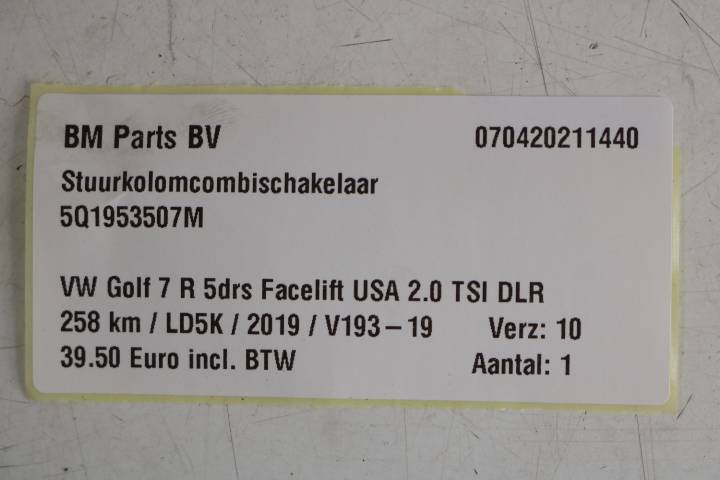 BM Parts BV 070420211440
Stuurkolomcombischakelaar
5Q1953507M
VW Golf 7 R 5drs Facelift USA 2.0 TSI DLR
258 km / LD5K / 2019 / V193-19 Verz: 10
39.50 Euro incl. BTW Aantal: 1